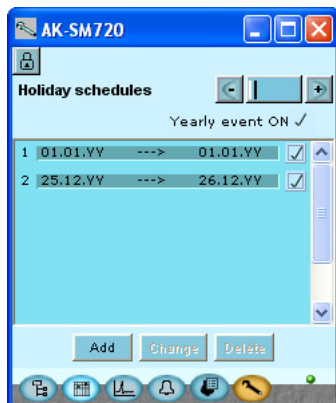 AK-SM720
Holiday schedules
Yearly event ON ✓
1 01.01.YY ---> 01.01.YY
2 25.12.YY ---> 26.12.YY
Add Change Delete